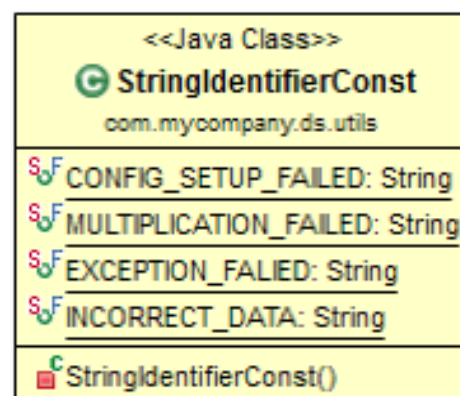 <<Java Class>>
C StringIdentifierConst
com.mycompany.ds.utils
S F CONFIG_SETUP_FAILED: String
S F MULTIPLICATION_FAILED: String
S F EXCEPTION_FALIED: String
S F INCORRECT_DATA: String
C StringIdentifierConst()